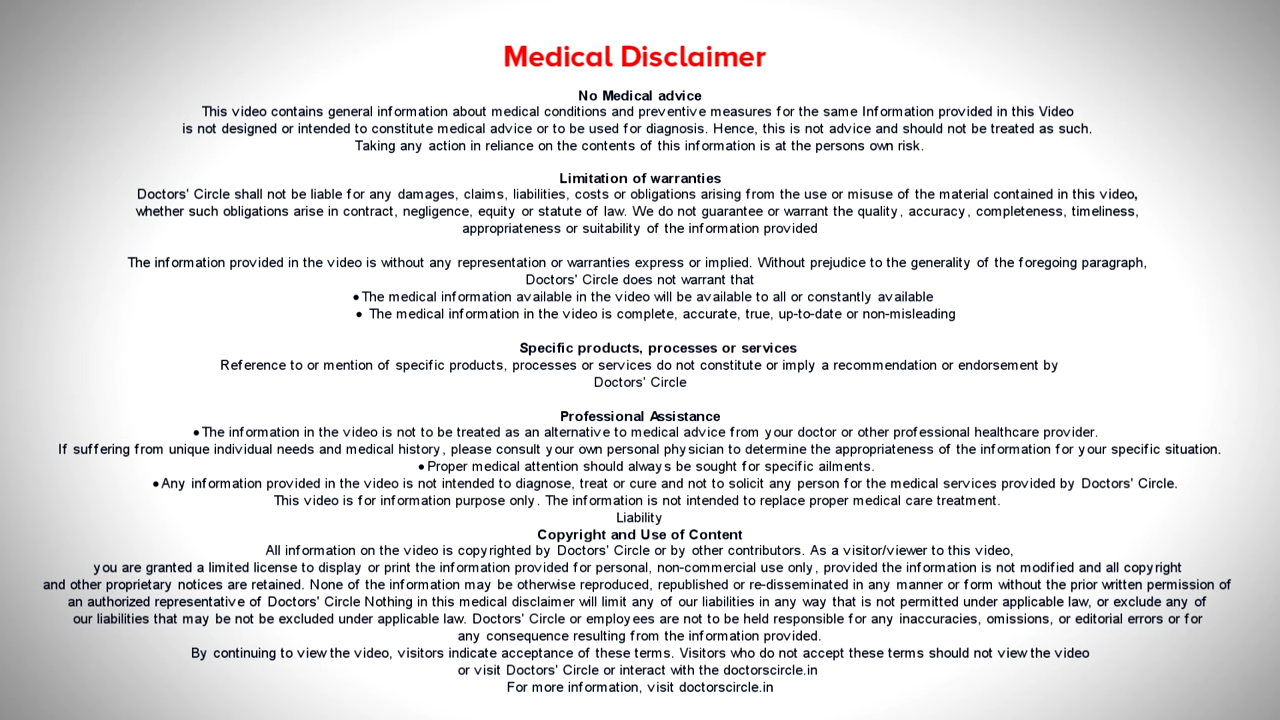 Medical Disclaimer
No Medical advice
This video contains general information about medical conditions and preventive measures for the same Information provided in this Video
is not designed or intended to constitute medical advice or to be used for diagnosis. Hence, this is not advice and should not be treated as such.
Taking any action in reliance on the contents of this information is at the persons own risk.
Limitation of warranties
Doctors' Circle shall not be liable for any damages, claims, liabilities, costs or obligations arising from the use or misuse of the material contained in this video,
whether such obligations arise in contract, negligence, equity or statute of law. We do not guarantee or warrant the quality, accuracy, completeness, timeliness,
appropriateness or suitability of the information provided
The information provided in the video is without any representation or warranties express or implied. Without prejudice to the generality of the foregoing paragraph,
Doctors' Circle does not warrant that
•The medical information available in the video will be available to all or constantly available
• The medical information in the video is complete, accurate, true, up-to-date or non-misleading
Specific products, processes or services
Reference to or mention of specific products, processes or services do not constitute or imply a recommendation or endorsement by
Doctors' Circle
Professional Assistance
•The information in the video is not to be treated as an alternative to medical advice from your doctor or other professional healthcare provider.
If suffering from unique individual needs and medical history, please consult your own personal physician to determine the appropriateness of the information for your specific situation.
•Proper medical attention should always be sought for specific ailments.
•Any information provided in the video is not intended to diagnose, treat or cure and not to solicit any person for the medical services provided by Doctors' Circle.
This video is for information purpose only. The information is not intended to replace proper medical care treatment.
Liability
Copyright and Use of Content
All information on the video is copyrighted by Doctors' Circle or by other contributors. As a visitor/viewer to this video,
you are granted a limited license to display or print the information provided for personal, non-commercial use only, provided the information is not modified and all copyright
and other proprietary notices are retained. None of the information may be otherwise reproduced, republished or re-disseminated in any manner or form without the prior written permission of
an authorized representative of Doctors' Circle Nothing in this medical disclaimer will limit any of our liabilities in any way that is not permitted under applicable law, or exclude any of
our liabilities that may be not be excluded under applicable law. Doctors' Circle or employees are not to be held responsible for any inaccuracies, omissions, or editorial errors or for
any consequence resulting from the information provided.
By continuing to view the video, visitors indicate acceptance of these terms. Visitors who do not accept these terms should not view the video
or visit Doctors' Circle or interact with the doctorscircle.in
For more information, visit doctorscircle.in